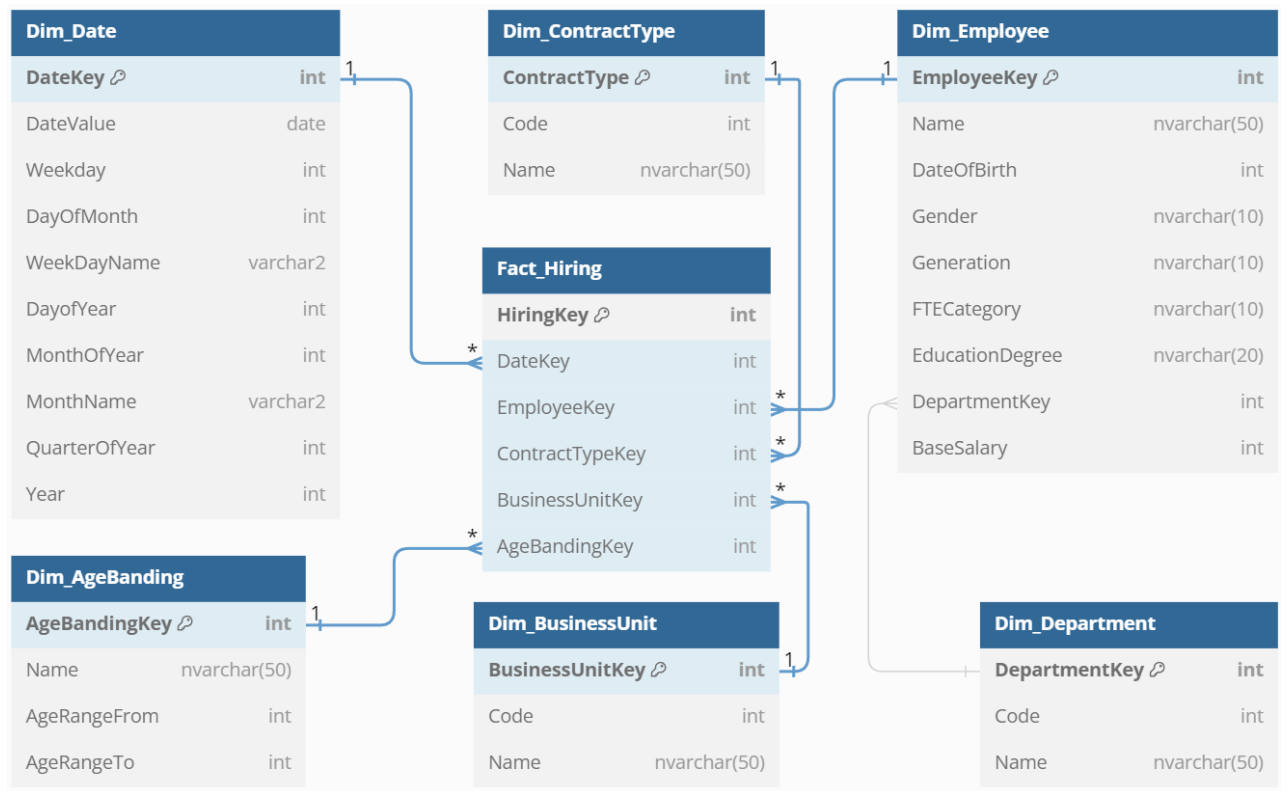 Dim_Date
DateKey int
DateValue date
Weekday int
DayOfMonth int
WeekDayName varchar2
DayofYear int
MonthOfYear int
MonthName varchar2
QuarterOfYear int
Year int
1
*
Dim_ContractType
ContractType int
Code int
Name nvarchar(50)
1
*
Dim_Employee
EmployeeKey int
Name nvarchar(50)
DateOfBirth int
Gender nvarchar(10)
Generation nvarchar(10)
FTECategory nvarchar(10)
EducationDegree nvarchar(20)
DepartmentKey int
BaseSalary int
1
*
Fact_Hiring
HiringKey int
DateKey int
EmployeeKey int
ContractTypeKey int
BusinessUnitKey int
AgeBandingKey int
Dim_AgeBanding
AgeBandingKey int
Name nvarchar(50)
AgeRangeFrom int
AgeRangeTo int
1
*
Dim_BusinessUnit
BusinessUnitKey int
Code int
Name nvarchar(50)
1
*
Dim_Department
DepartmentKey int
Code int
Name nvarchar(50)